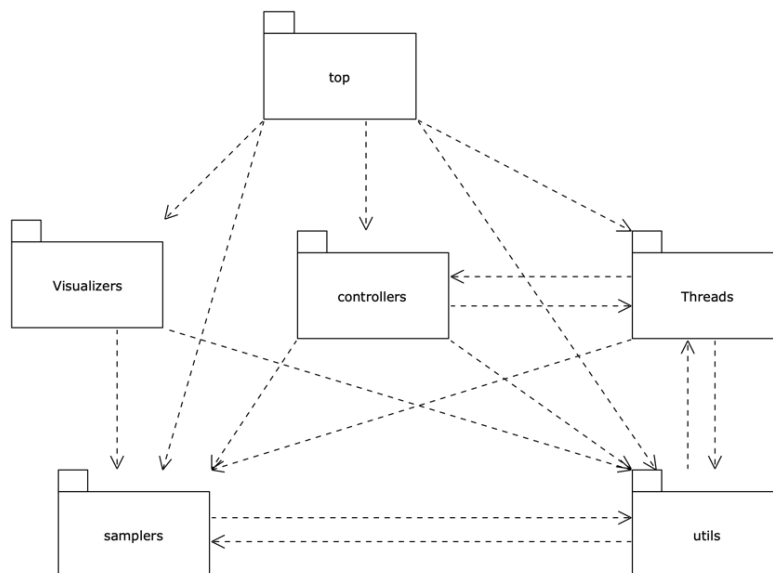 top
Visualizers
controllers
Threads
samplers
utils